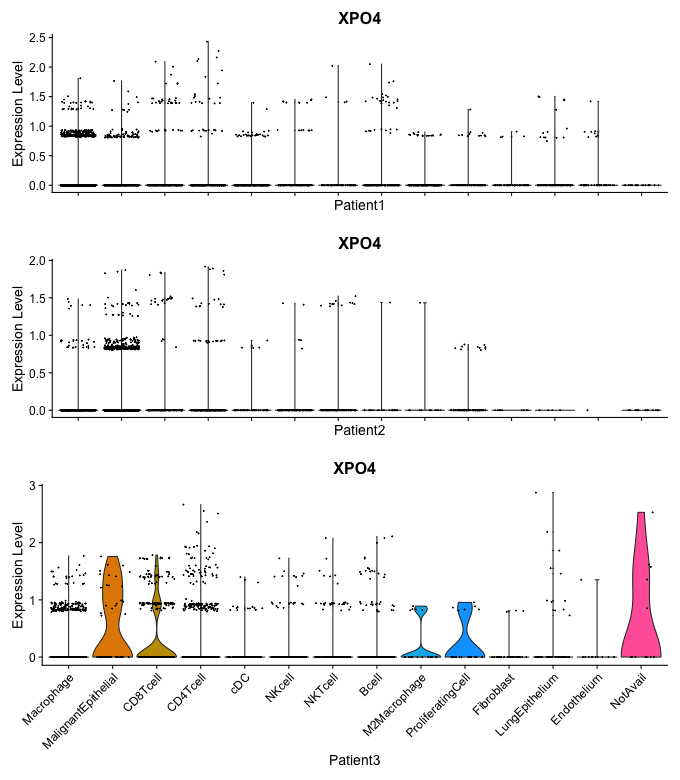 XPO4
Expression Level
2.5
2.0
1.5
1.0
0.5
0.0
Patient1
XPO4
Expression Level
2.0
1.5
1.0
0.5
0.0
Patient2
XPO4
Expression Level
3
2
1
0
Macrophage
MalignantEpithelial
CD8Tcell
CD4Tcell
cDC
NKcell
NKTcell
Bcell
M2Macrophage
ProliferatingCell
Fibroblast
LungEpithelium
Endothelium
NotAvail
Patient3